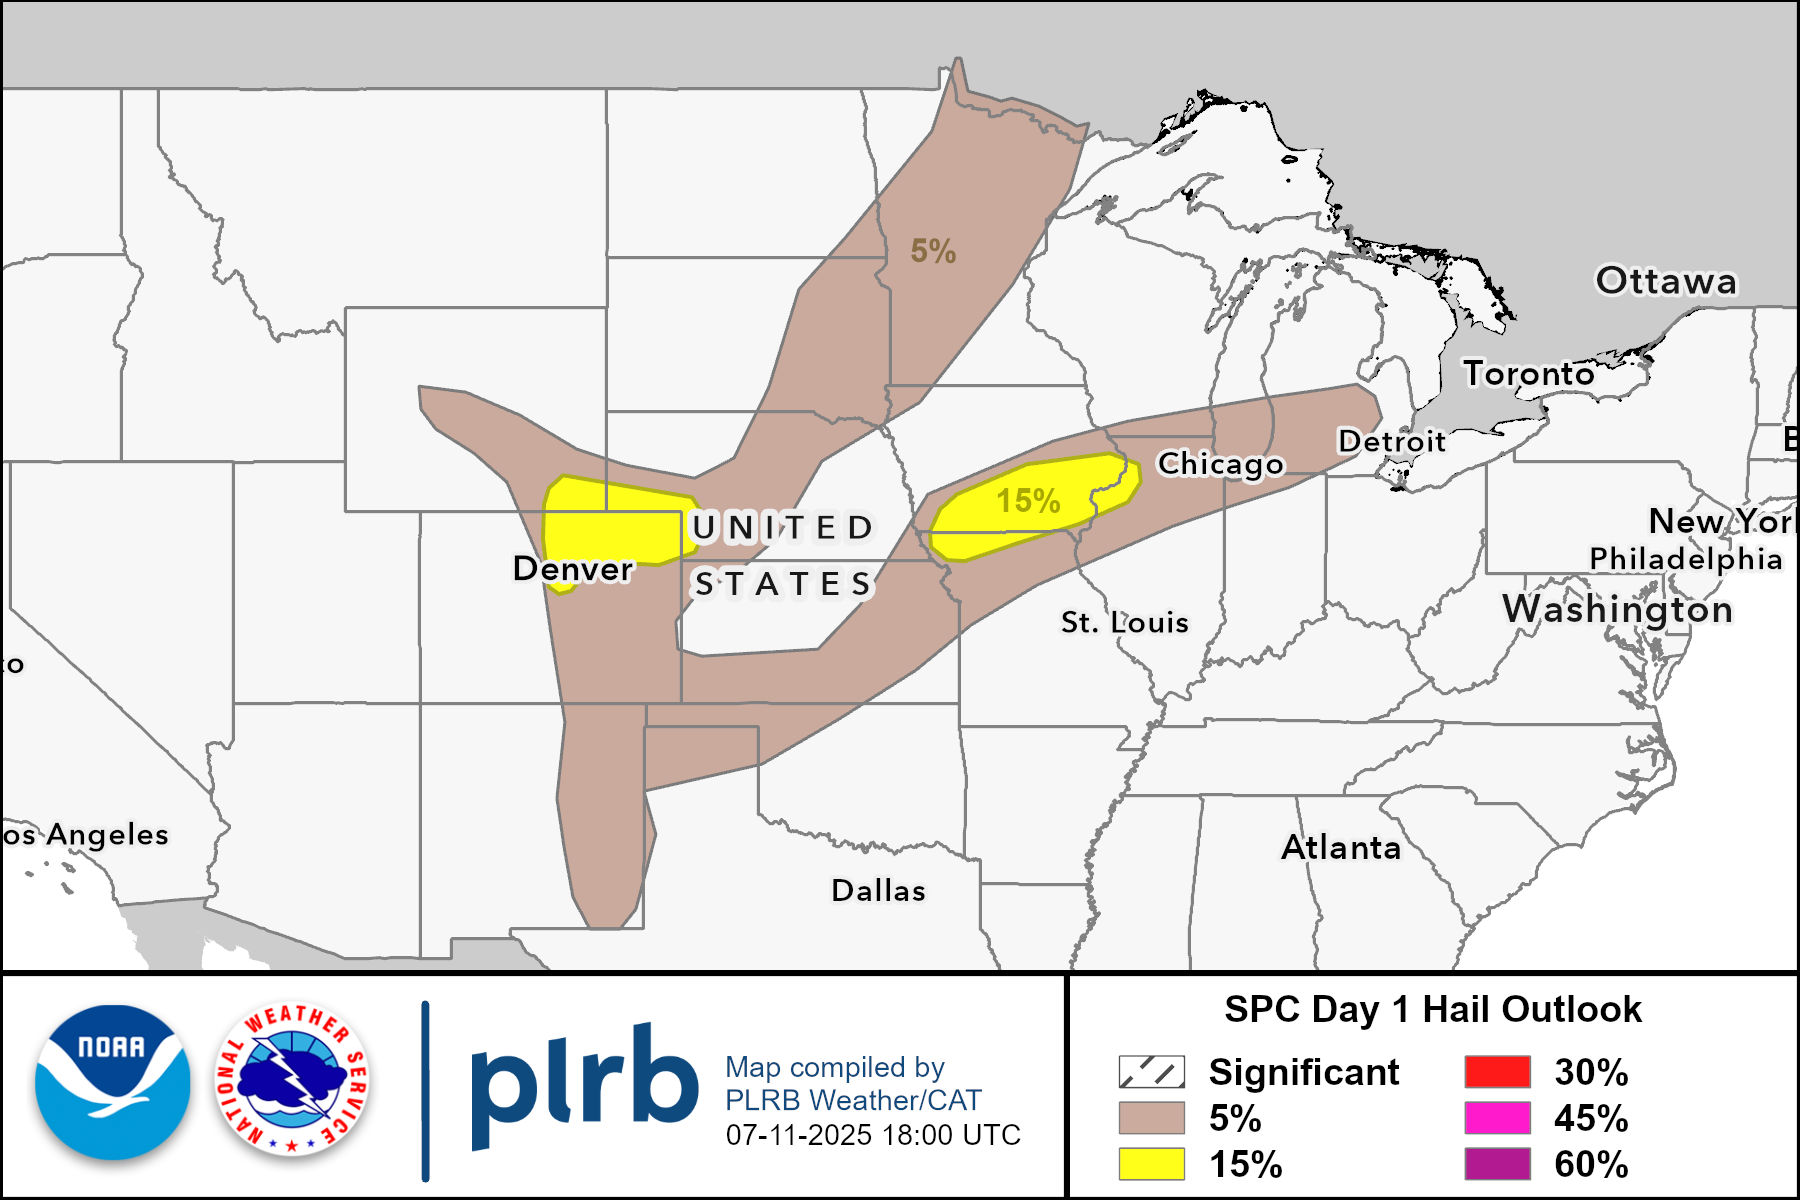 5%
Ottawa
Toronto
Detroit
Chicago
15%
UNITED
New Yor
Philadelphia
Denver
STATES
Washington
St. Louis
os Angeles
Atlanta
Dallas
NOAA
NATIONAL WEATHER SERVICE
plrb
Map compiled by
PLRB Weather/CAT
07-11-2025 18:00 UTC
SPC Day 1 Hail Outlook
Significant
30%
5%
45%
15%
60%